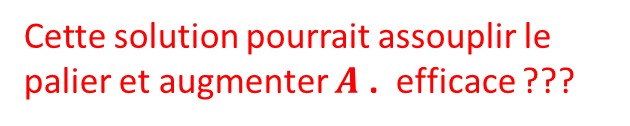 Cette solution pourrait assouplir le
palier et augmenter A . efficace ???